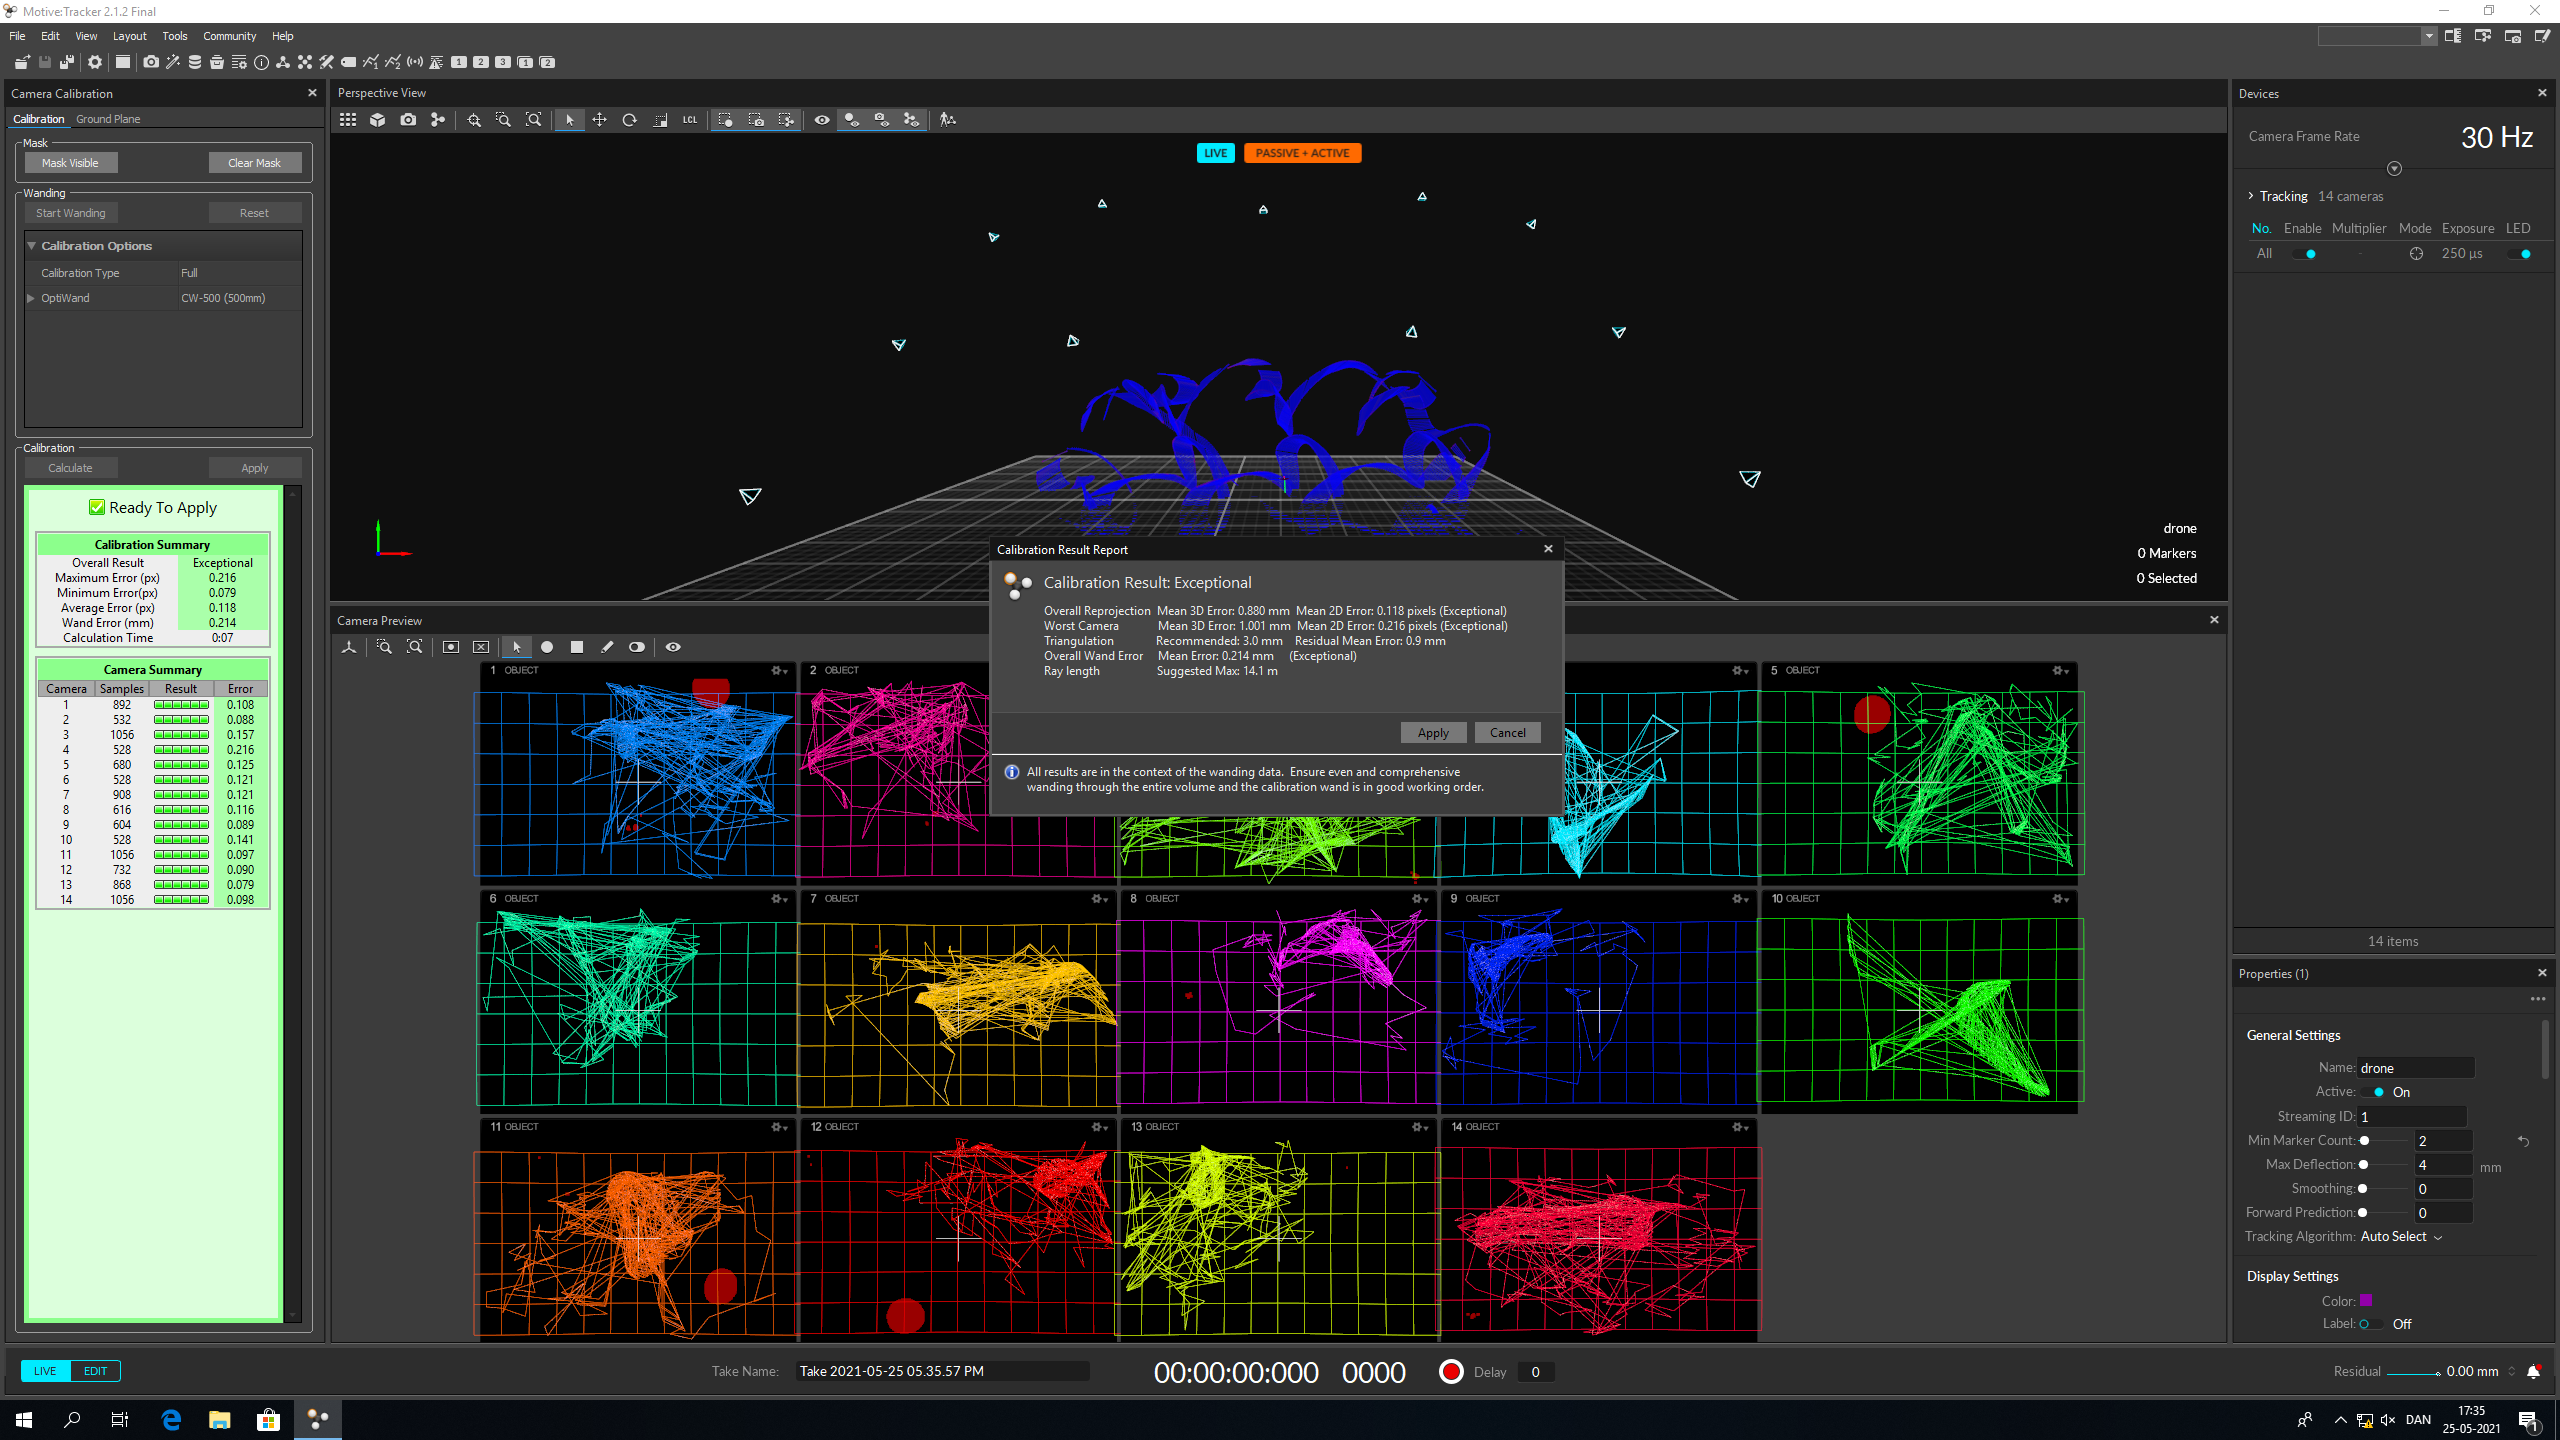 Motive:Tracker 2.1.2 Final
File Edit View Layout Tools Community Help
1 2 3 1 2
Camera Calibration
Calibration Ground Plane
Mask
Mask Visible Clear Mask
Wanding
Start Wanding Reset
Calibration Options
Calibration Type Full
OptiWand CW-500 (500mm)
Calibration
Calculate Apply
Ready To Apply
Calibration Summary
Overall Result Exceptional
Maximum Error (px) 0.216
Minimum Error(px) 0.079
Average Error (px) 0.118
Wand Error (mm) 0.214
Calculation Time 0:07
Camera Summary
Camera Samples Result Error
1 892 0.108
2 532 0.088
3 1056 0.157
4 528 0.216
5 680 0.125
6 528 0.121
7 908 0.121
8 616 0.116
9 604 0.089
10 528 0.141
11 1056 0.097
12 732 0.090
13 868 0.079
14 1056 0.098
Perspective View
LCL
LIVE PASSIVE + ACTIVE
drone
0 Markers
0 Selected
Calibration Result Report
Calibration Result: Exceptional
Overall Reprojection Mean 3D Error: 0.880 mm Mean 2D Error: 0.118 pixels (Exceptional)
Worst Camera Mean 3D Error: 1.001 mm Mean 2D Error: 0.216 pixels (Exceptional)
Triangulation Recommended: 3.0 mm Residual Mean Error: 0.9 mm
Overall Wand Error Mean Error: 0.214 mm (Exceptional)
Ray length Suggested Max: 14.1 m
Apply Cancel
All results are in the context of the wanding data. Ensure even and comprehensive
wanding through the entire volume and the calibration wand is in good working order.
Camera Preview
1 OBJECT
2 OBJECT
5 OBJECT
6 OBJECT
7 OBJECT
8 OBJECT
9 OBJECT
10 OBJECT
11 OBJECT
12 OBJECT
13 OBJECT
14 OBJECT
Devices
Camera Frame Rate 30 Hz
Tracking 14 cameras
No. Enable Multiplier Mode Exposure LED
All - 250 µs
14 items
Properties (1)
General Settings
Name: drone
Active: On
Streaming ID: 1
Min Marker Count: 2
Max Deflection: 4 mm
Smoothing: 0
Forward Prediction: 0
Tracking Algorithm: Auto Select
Display Settings
Color:
Label: Off
LIVE EDIT
Take Name: Take 2021-05-25 05.35.57 PM
00:00:00:000 0000
Delay 0
Residual 0.00 mm
DAN
17:35
25-05-2021
1